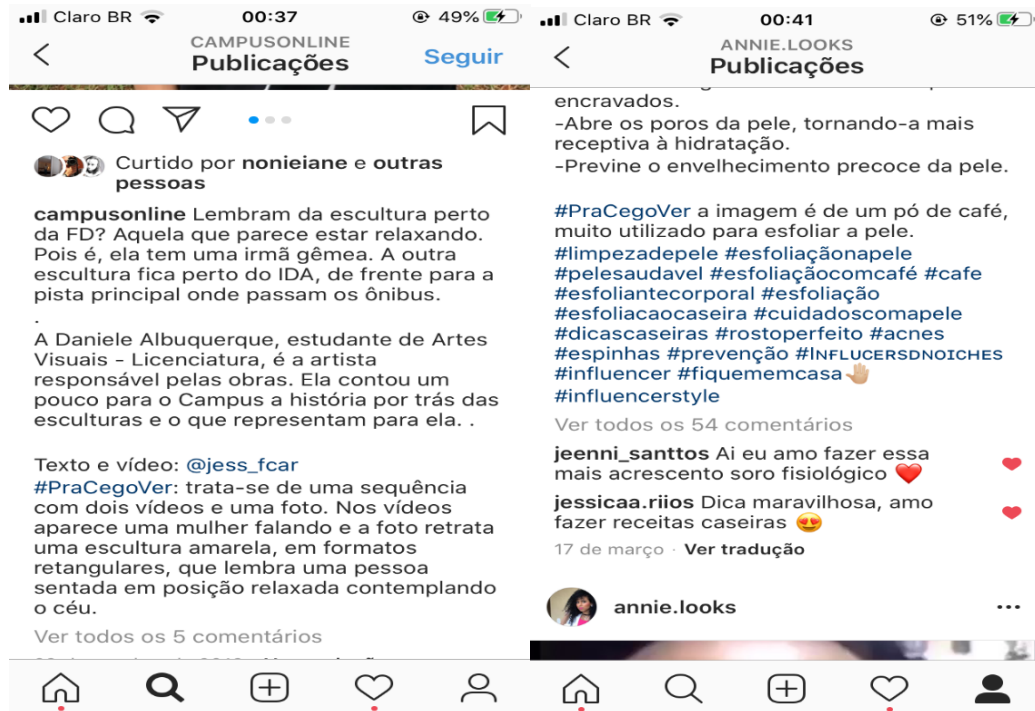 Claro BR 00:37 49%
CAMPUSONLINE
Publicações
Seguir
Curtido por nonieiane e outras
pessoas
campusonline Lembram da escultura perto
da FD? Aquela que parece estar relaxando.
Pois é, ela tem uma irmã gêmea. A outra
escultura fica perto do IDA, de frente para a
pista principal onde passam os ônibus.
.
A Daniele Albuquerque, estudante de Artes
Visuais - Licenciatura, é a artista
responsável pelas obras. Ela contou um
pouco para o Campus a história por trás das
esculturas e o que representam para ela. .
Texto e vídeo: @jess_fcar
#PraCegoVer: trata-se de uma sequência
com dois vídeos e uma foto. Nos vídeos
aparece uma mulher falando e a foto retrata
uma escultura amarela, em formatos
retangulares, que lembra uma pessoa
sentada em posição relaxada contemplando
o céu.
Ver todos os 5 comentários
Claro BR 00:41 51%
ANNIE.LOOKS
Publicações
encravados.
-Abre os poros da pele, tornando-a mais
receptiva à hidratação.
-Previne o envelhecimento precoce da pele.
#PraCegoVer a imagem é de um pó de café,
muito utilizado para esfoliar a pele.
#limpezadepele #esfoliaçãonapele
#pelesaudavel #esfoliaçãocomcafé #cafe
#esfoliantecorporal #esfoliação
#esfoliacaocaseira #cuidadoscomapele
#dicascaseiras #rostoperfeito #acnes
#espinhas #prevenção #Iɴꜰʟᴜᴄᴇʀsᴅɴᴏɪᴄʜᴇs
#influencer #fiquememcasa🤚🏼
#influencerstyle
Ver todos os 54 comentários
jeenni_santtos Ai eu amo fazer essa
mais acrescento soro fisiológico ❤️
jessicaa.riios Dica maravilhosa, amo
fazer receitas caseiras 😍
17 de março · Ver tradução
annie.looks